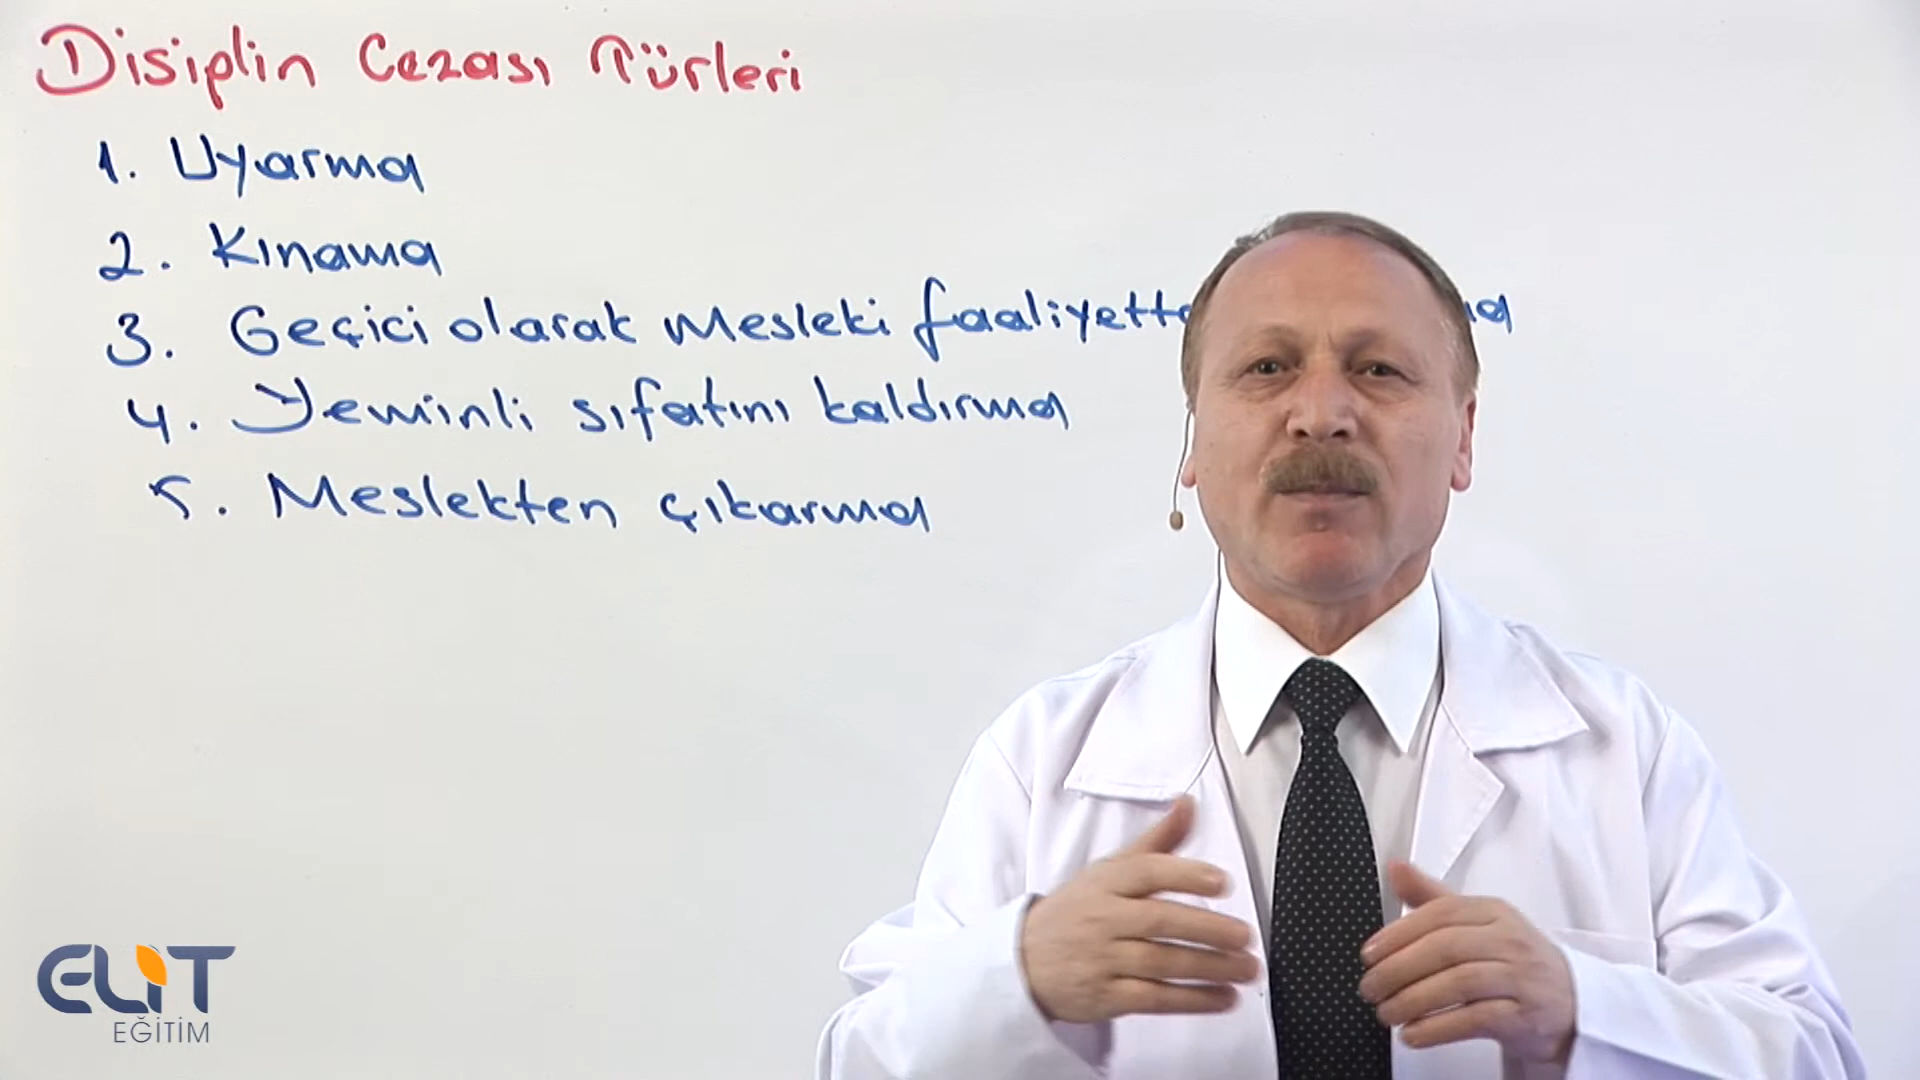 Disiplin Cezası Türleri
1. Uyarma
2. Kınama
3. Geçici olarak Mesleki faaliyett
4. Yeminli sıfatını kaldırma
5. Meslekten çıkarma
ELİT
EĞİTİM